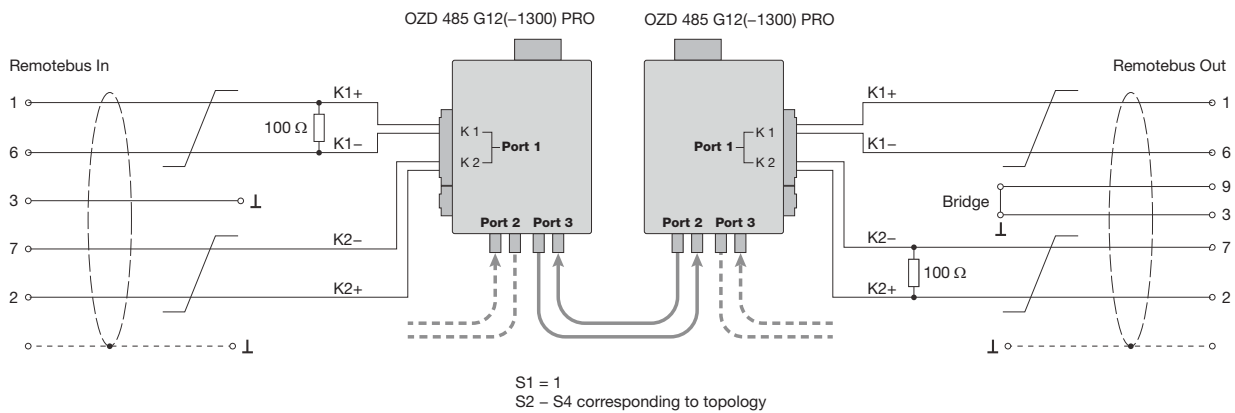 OZD 485 G12(–1300) PRO
OZD 485 G12(–1300) PRO
Remotebus In
Remotebus Out
1
K1+
K1+
1
100 Ω
K 1
K 2
Port 1
Port 1
K 1
K 2
6
K1–
K1–
6
9
3
⊥
Bridge
3
⊥
Port 2
Port 3
Port 2
Port 3
7
K2–
K2–
7
100 Ω
2
K2+
K2+
2
⊥
⊥
S1 = 1
S2 – S4 corresponding to topology